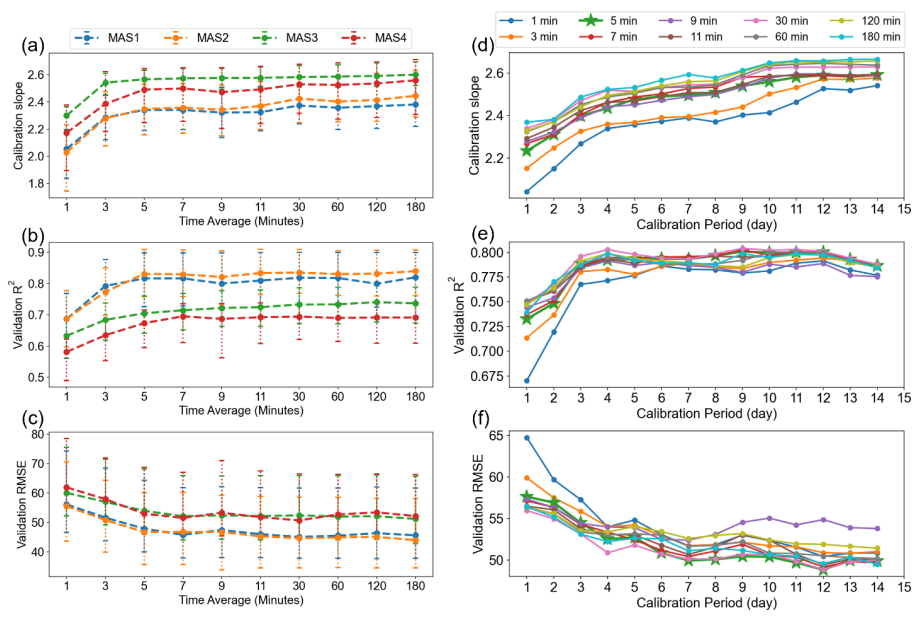 MAS1 MAS2 MAS3 MAS4
(a)
Calibration slope
2.6
2.4
2.2
2.0
1.8
1 3 5 7 9 11 30 60 120 180
Time Average (Minutes)
(b)
Validation R²
0.9
0.8
0.7
0.6
0.5
1 3 5 7 9 11 30 60 120 180
Time Average (Minutes)
(c)
Validation RMSE
80
70
60
50
40
1 3 5 7 9 11 30 60 120 180
Time Average (Minutes)
1 min 5 min 9 min 30 min 120 min
3 min 7 min 11 min 60 min 180 min
(d)
Calibration slope
2.6
2.4
2.2
1 2 3 4 5 6 7 8 9 10 11 12 13 14 15
Calibration Period (day)
(e)
Validation R²
0.800
0.775
0.750
0.725
0.700
0.675
1 2 3 4 5 6 7 8 9 10 11 12 13 14 15
Calibration Period (day)
(f)
Validation RMSE
65
60
55
50
1 2 3 4 5 6 7 8 9 10 11 12 13 14 15
Calibration Period (day)